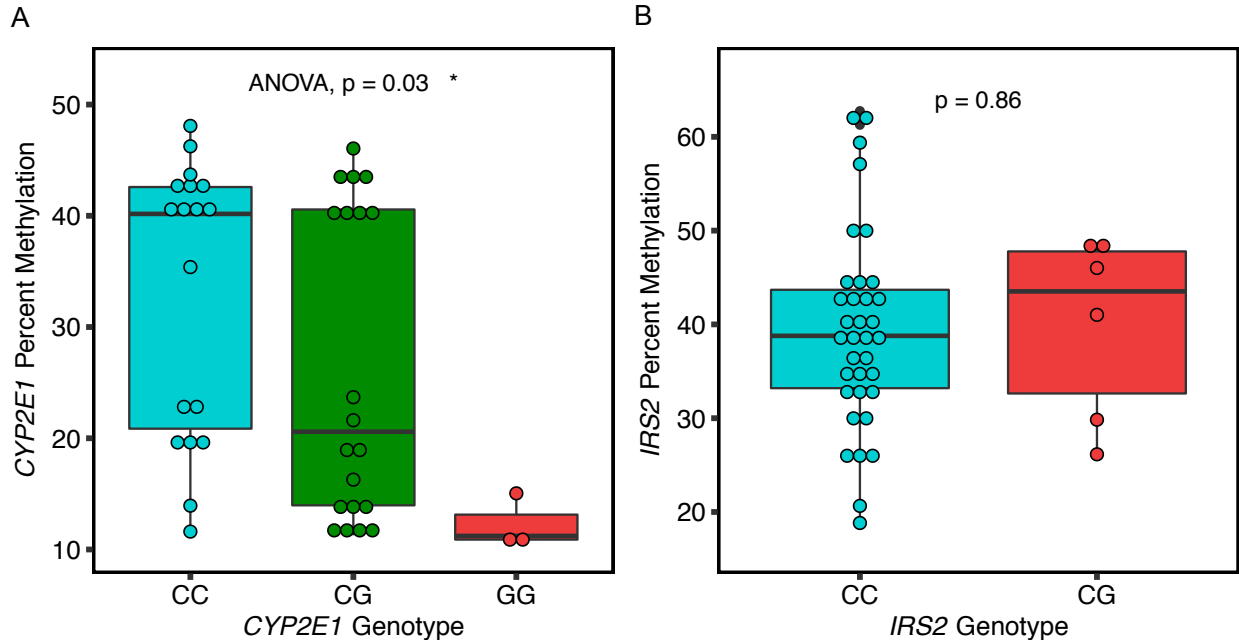 A
ANOVA, p = 0.03 *
CYP2E1 Percent Methylation
50
40
30
20
10
CC
CG
GG
CYP2E1 Genotype
B
p = 0.86
IRS2 Percent Methylation
60
50
40
30
20
CC
CG
IRS2 Genotype